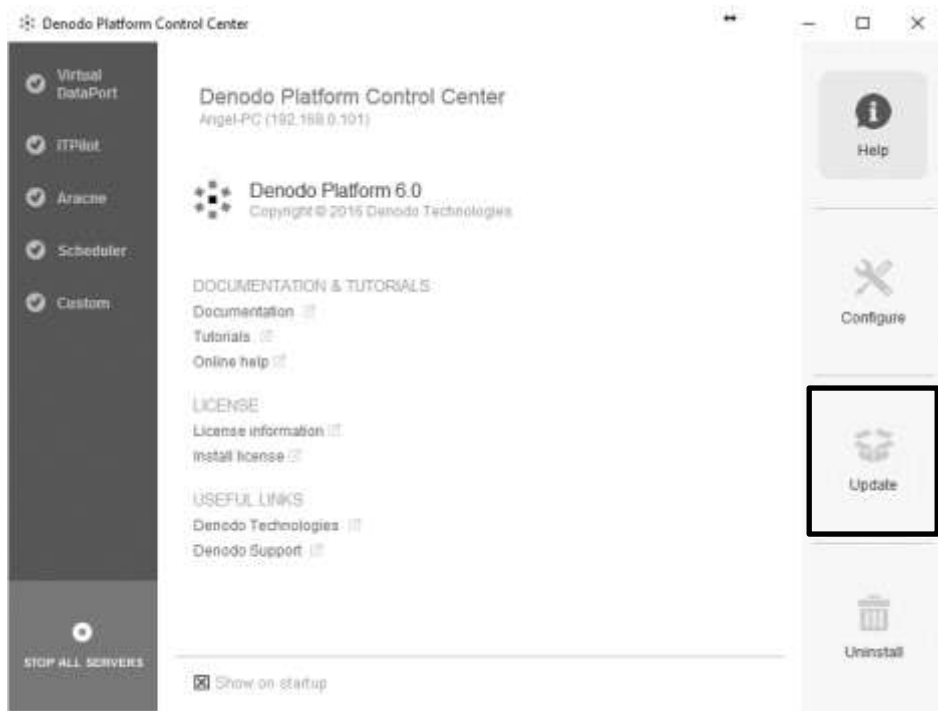 Denodo Platform Control Center
Virtual
DataPort
ITPilot
Aracne
Scheduler
Custom
STOP ALL SERVERS
Denodo Platform Control Center
Angel-PC (192.168.0.101)
Denodo Platform 6.0
Copyright © 2016 Denodo Technologies
DOCUMENTATION & TUTORIALS
Documentation
Tutorials
Online help
LICENSE
License information
Install license
USEFUL LINKS
Denodo Technologies
Denodo Support
Show on startup
Help
Configure
Update
Uninstall